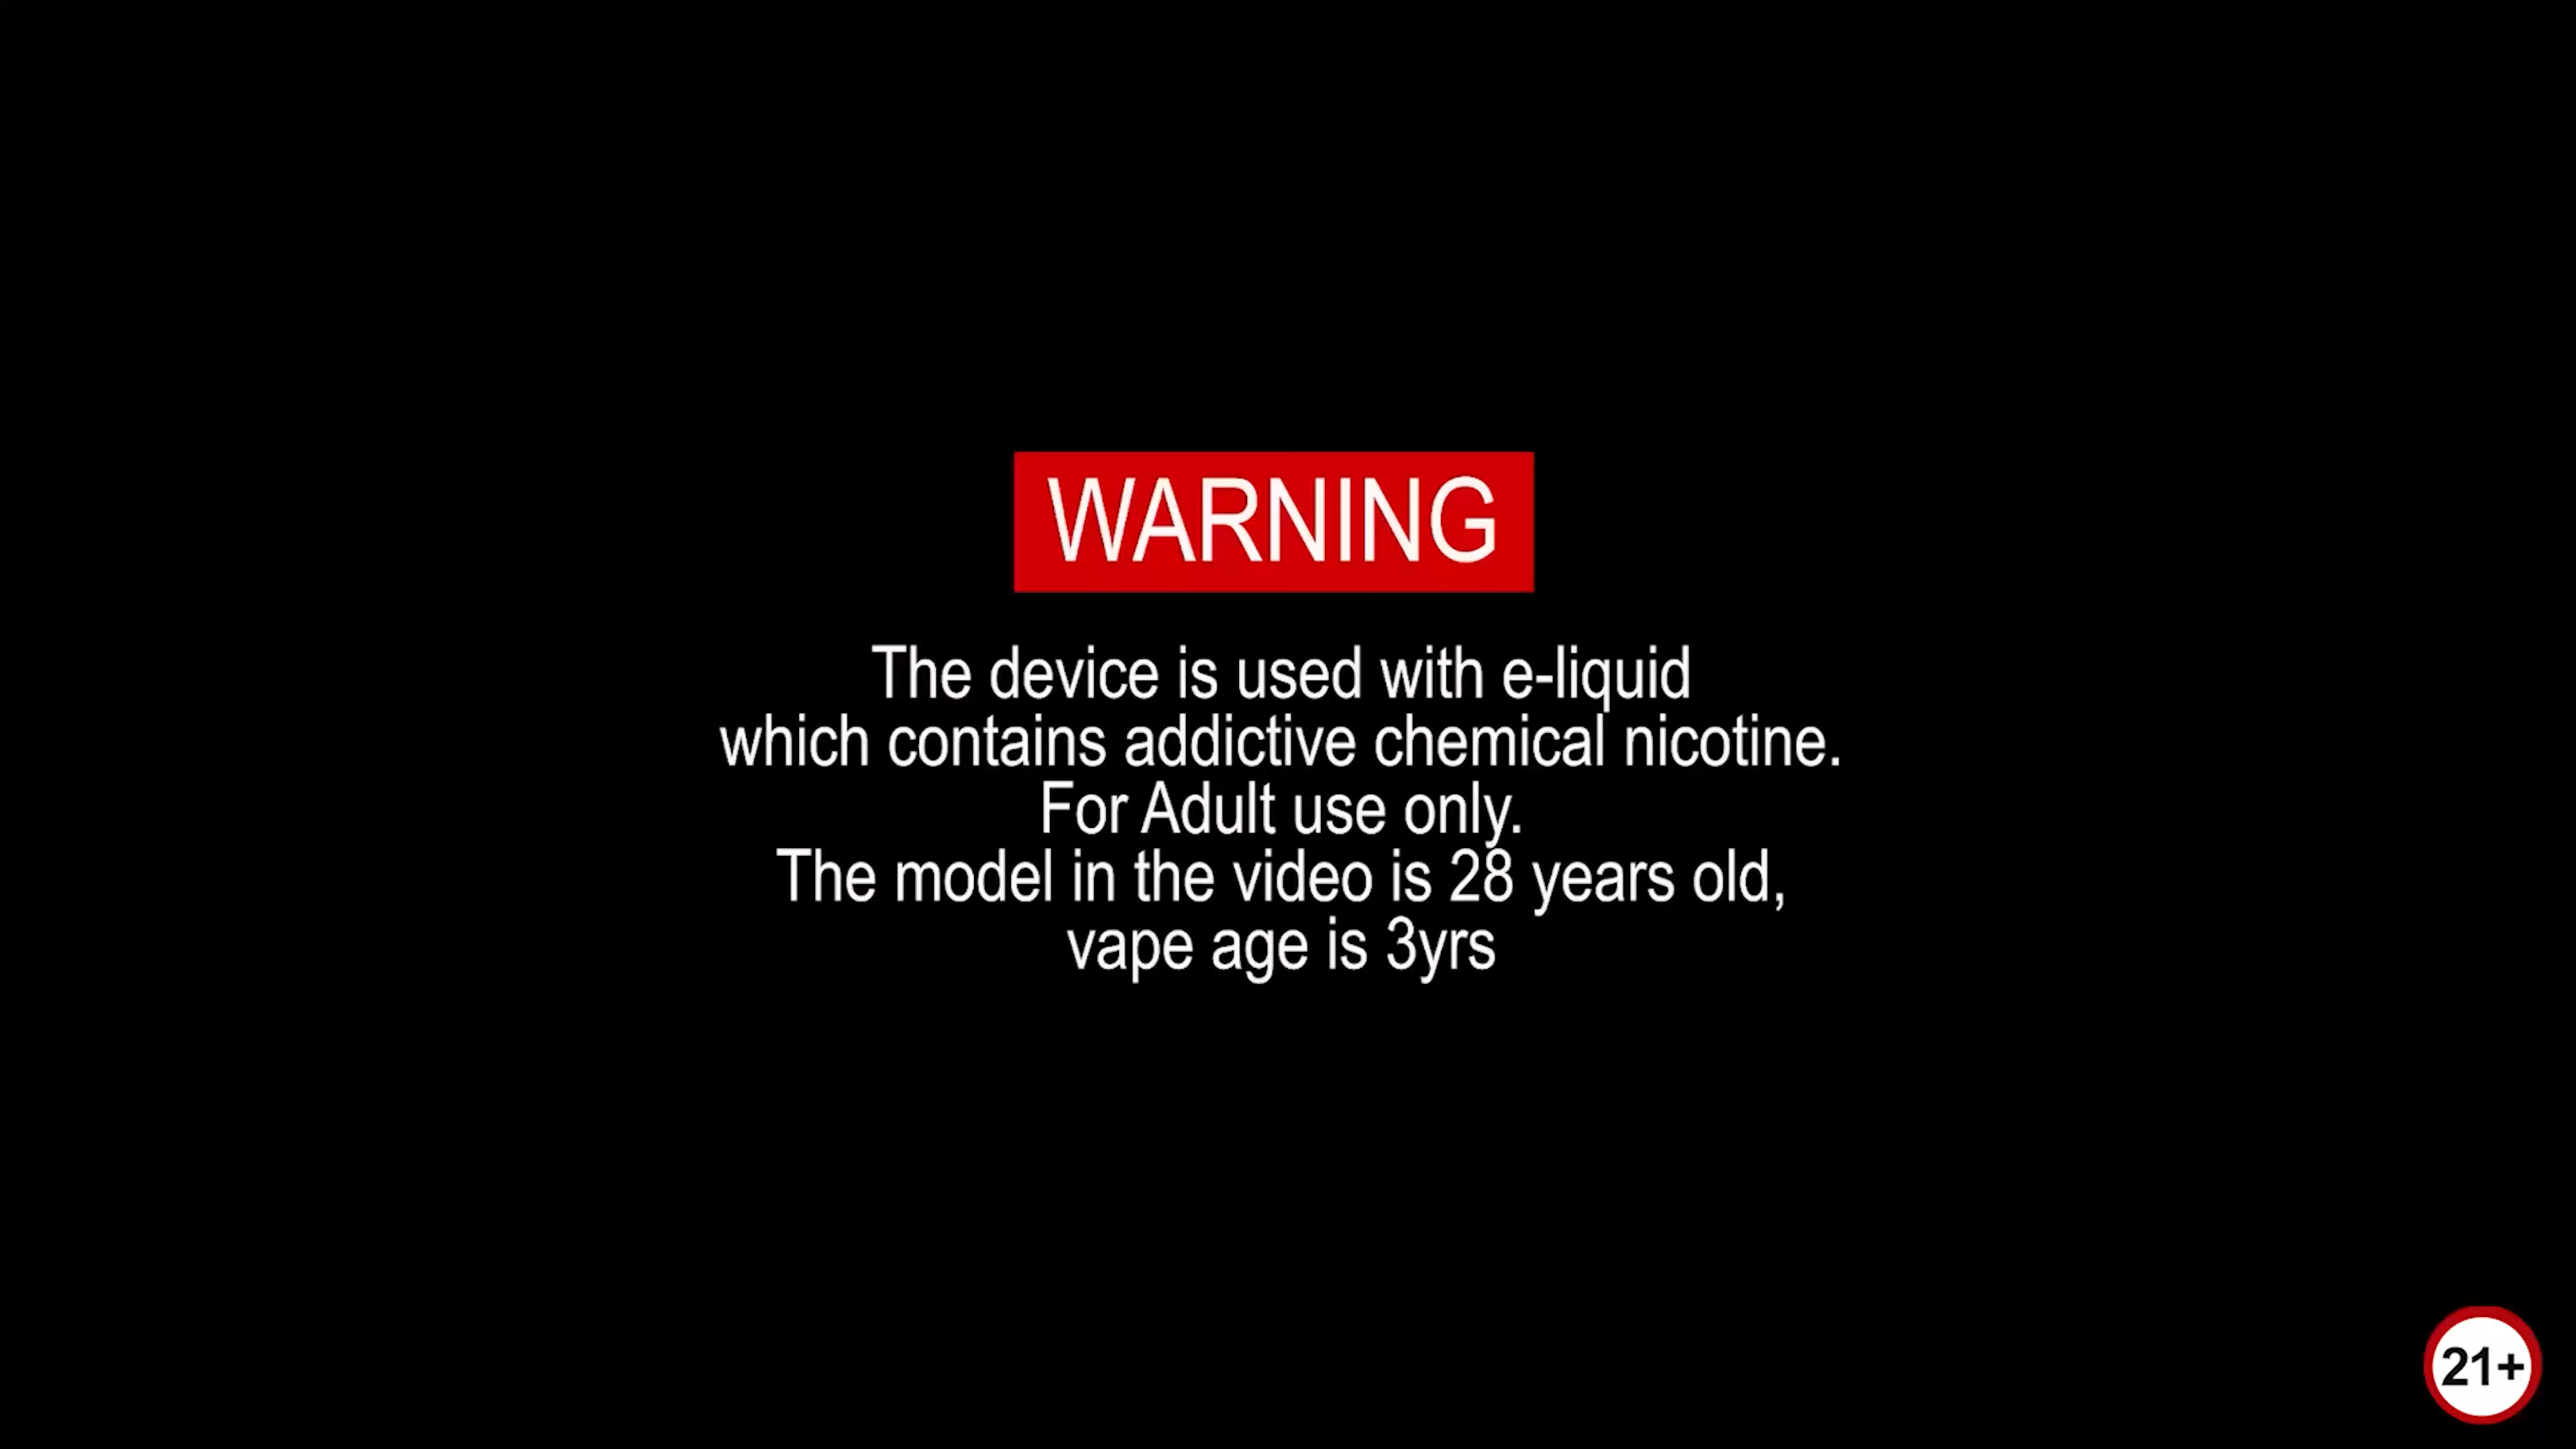 WARNING
The device is used with e-liquid
which contains addictive chemical nicotine.
For Adult use only.
The model in the video is 28 years old,
vape age is 3yrs
21+